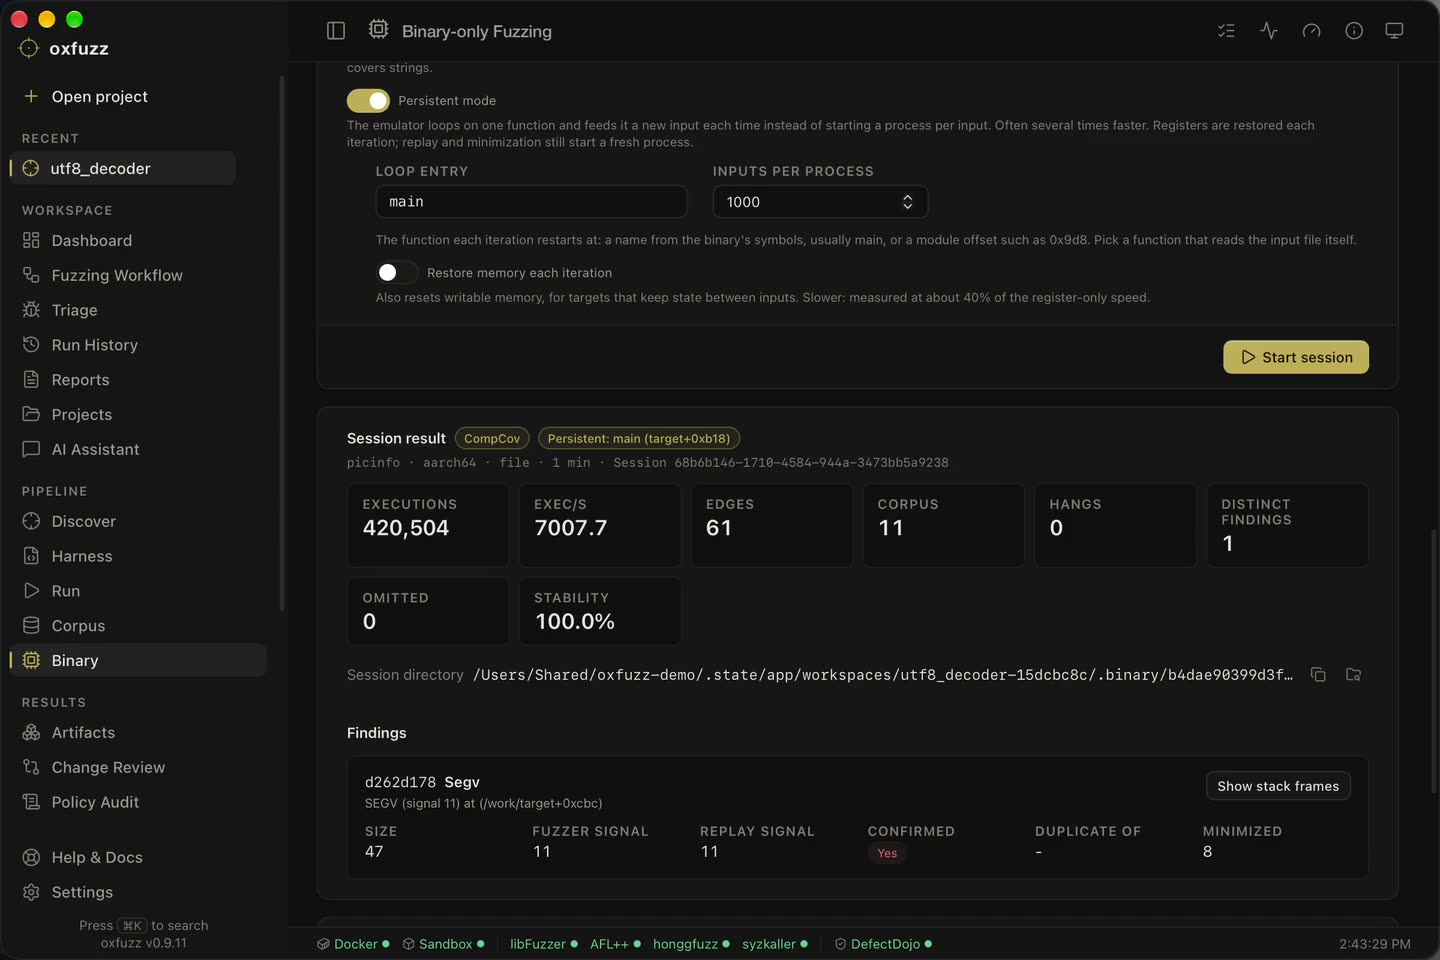 oxfuzz
Open project
RECENT
utf8_decoder
WORKSPACE
Dashboard
Fuzzing Workflow
Triage
Run History
Reports
Projects
AI Assistant
PIPELINE
Discover
Harness
Run
Corpus
Binary
RESULTS
Artifacts
Change Review
Policy Audit
Help & Docs
Settings
Press ⌘K to search
oxfuzz v0.9.11
Binary-only Fuzzing
covers strings.
Persistent mode
The emulator loops on one function and feeds it a new input each time instead of starting a process per input. Often several times faster. Registers are restored each
iteration; replay and minimization still start a fresh process.
LOOP ENTRY INPUTS PER PROCESS
main 1000
The function each iteration restarts at: a name from the binary's symbols, usually main, or a module offset such as 0x9d8. Pick a function that reads the input file itself.
Restore memory each iteration
Also resets writable memory, for targets that keep state between inputs. Slower: measured at about 40% of the register-only speed.
Start session
Session result CompCov Persistent: main (target+0xb18)
picinfo · aarch64 · file · 1 min · Session 68b6b146-1710-4584-944a-3473bb5a9238
EXECUTIONS
420,504
EXEC/S
7007.7
EDGES
61
CORPUS
11
HANGS
0
DISTINCT
FINDINGS
1
OMITTED
0
STABILITY
100.0%
Session directory /Users/Shared/oxfuzz-demo/.state/app/workspaces/utf8_decoder-15dcbc8c/.binary/b4dae90399d3f…
Findings
d262d178 Segv
SEGV (signal 11) at (/work/target+0xcbc)
Show stack frames
SIZE FUZZER SIGNAL REPLAY SIGNAL CONFIRMED DUPLICATE OF MINIMIZED
47 11 11 Yes - 8
Docker Sandbox libFuzzer AFL++ honggfuzz syzkaller DefectDojo 2:43:29 PM